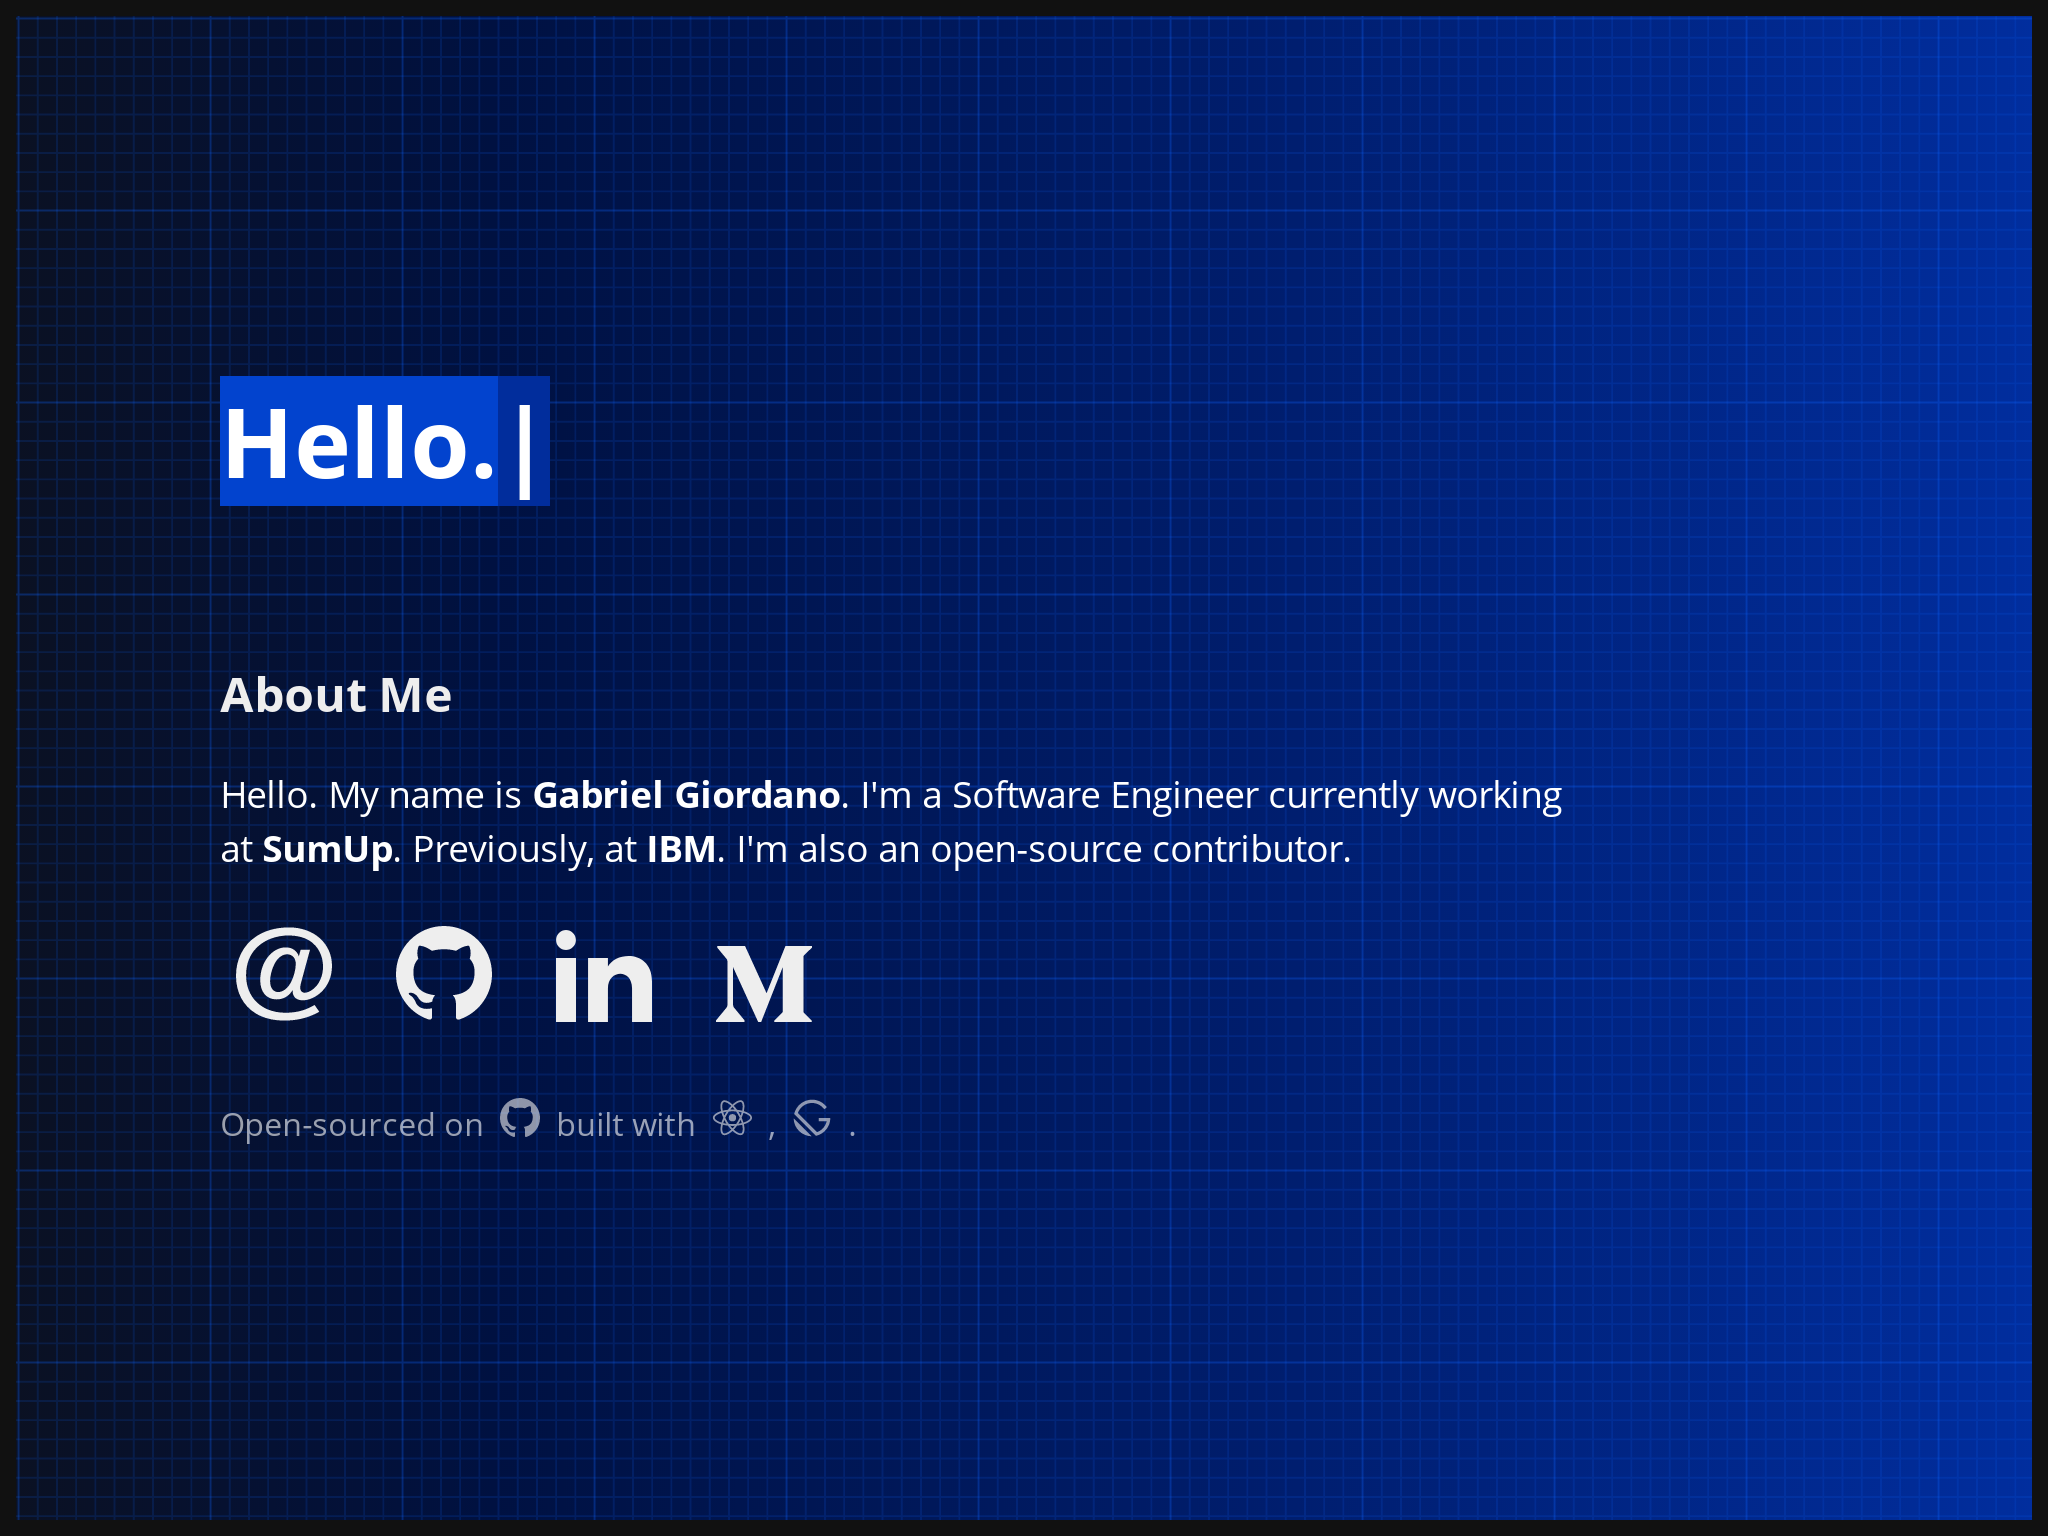 Hello.|
About Me
Hello. My name is Gabriel Giordano. I'm a Software Engineer currently working
at SumUp. Previously, at IBM. I'm also an open-source contributor.
@ in M
Open-sourced on built with , .